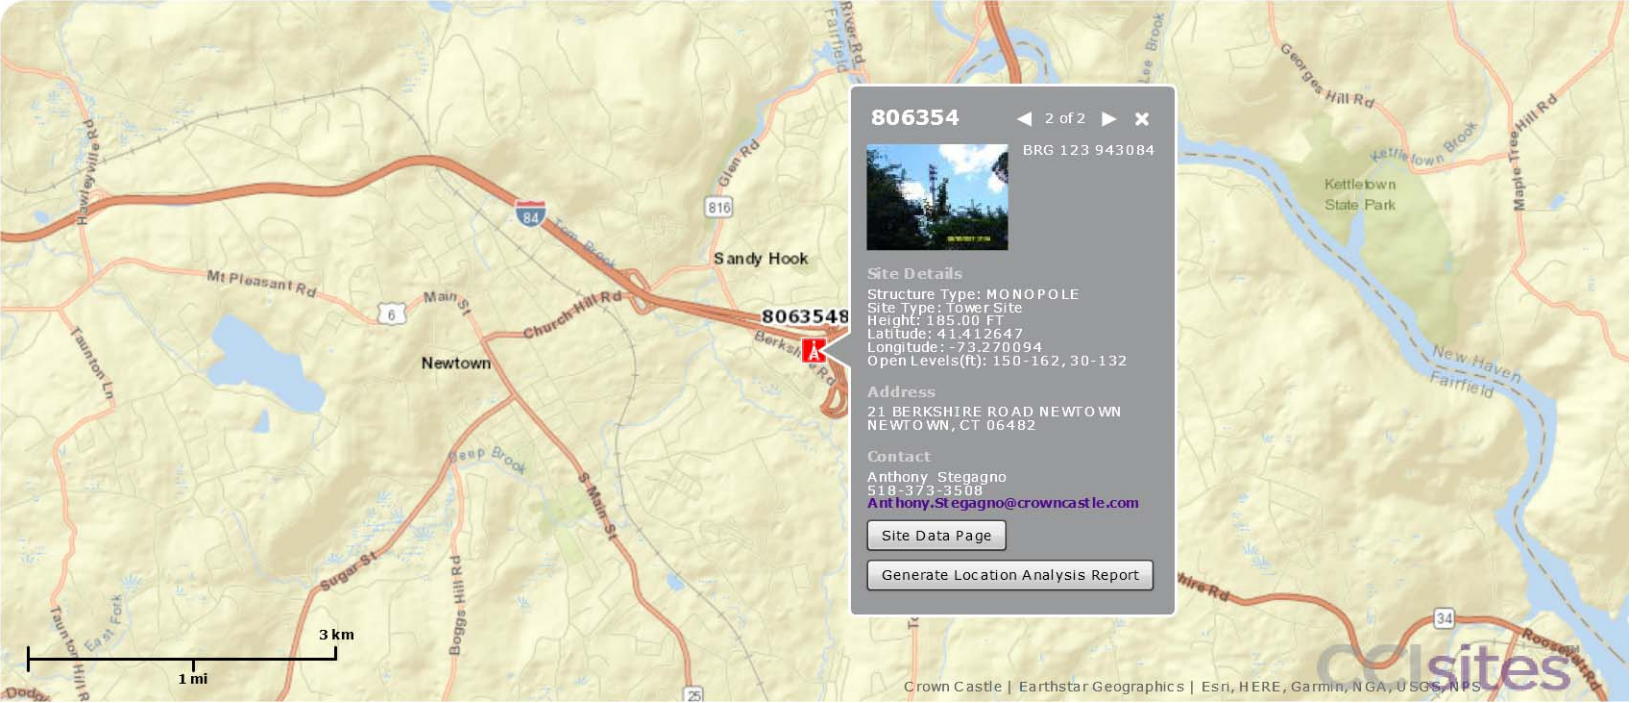 River Rd
Fairfield
Lee Brook
Georges Hill Rd
Maple Tree Hill Rd
Kettletown Brook
Hawleyville Rd
806354
2 of 2
BRG 123 943084
Glen Rd
Kettletown
State Park
816
84
Tom Brook
Sandy Hook
Site Details
Mt Pleasant Rd
Main St
6
Church Hill Rd
8063548
Structure Type: MONOPOLE
Site Type: Tower Site
Height: 185.00 FT
Latitude: 41.412647
Longitude: -73.270094
Open Levels(ft): 150-162, 30-132
Taunton Ln
Newtown
New Haven
Fairfield
Address
21 BERKSHIRE ROAD NEWTOWN
NEWTOWN, CT 06482
Deep Brook
Contact
Anthony Stegagno
518-373-3508
Anthony.Stegagno@crowncastle.com
S Main St
Site Data Page
Sugar St
Generate Location Analysis Report
Boggs Hill Rd
Taunton Hill R
East Fork
hire Rd
34
Roosevelt Rd
3 km
1 mi
25
CCIsites
Crown Castle | Earthstar Geographics | Esri, HERE, Garmin, NGA, USGS, NPS